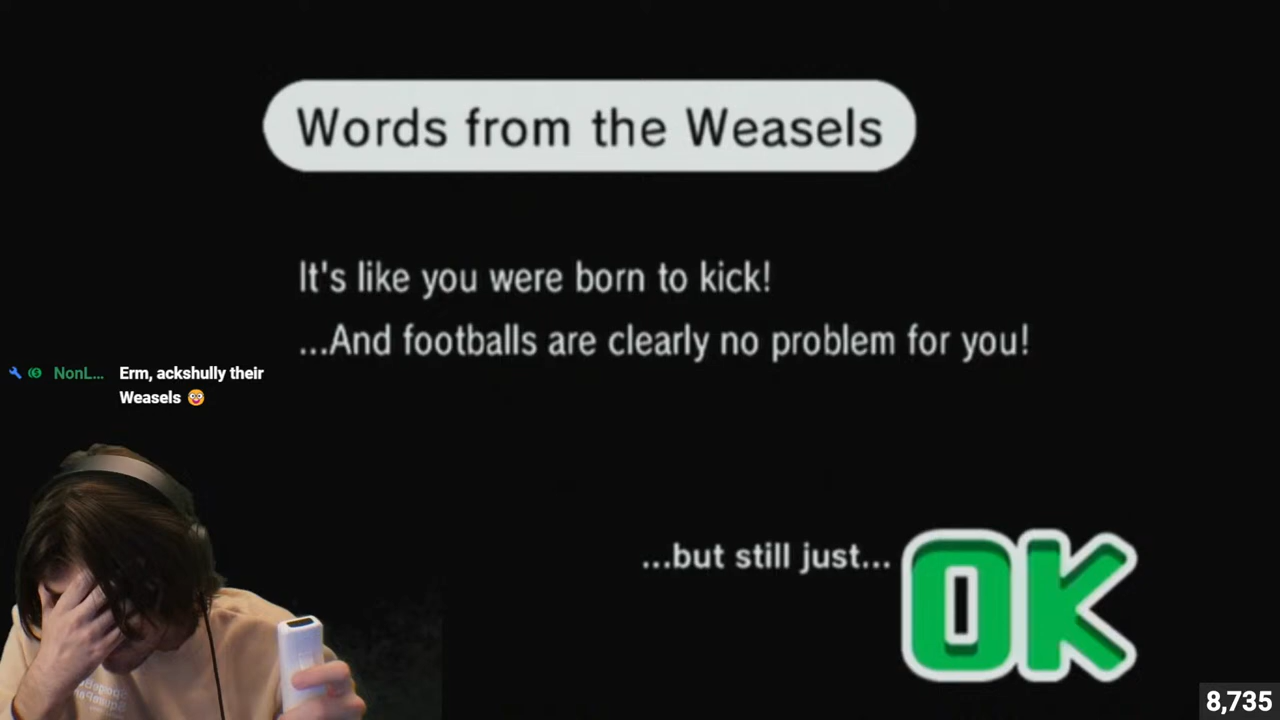 Words from the Weasels
It's like you were born to kick!
...And footballs are clearly no problem for you!
NonL... Erm, ackshully their
Weasels 🤡
...but still just... OK
8,735